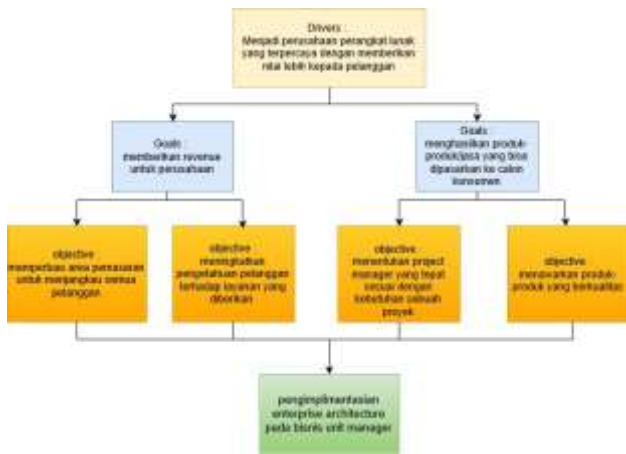 Drivers :
Menjadi perusahaan perangkat lunak
yang terpercaya dengan memberikan
nilai lebih kepada pelanggan
Goals :
memberikan revenue
untuk perusahaan
Goals :
menghasilkan produk-
produk/jasa yang bisa
dipasarkan ke calon
konsumen
objective
memperluas area pemasaran
untuk menjangkau semua
pelanggan
objective
meningkatkan
pengetahuan pelanggan
terhadap layanan yang
diberikan
objective
menentukan project
manager yang tepat
sesuai dengan
kebutuhan sebuah
proyek
objective
menawarkan produk-
produk yang berkualitas
pengimplimentasian
enterprise architecture
pada bisnis unit manager